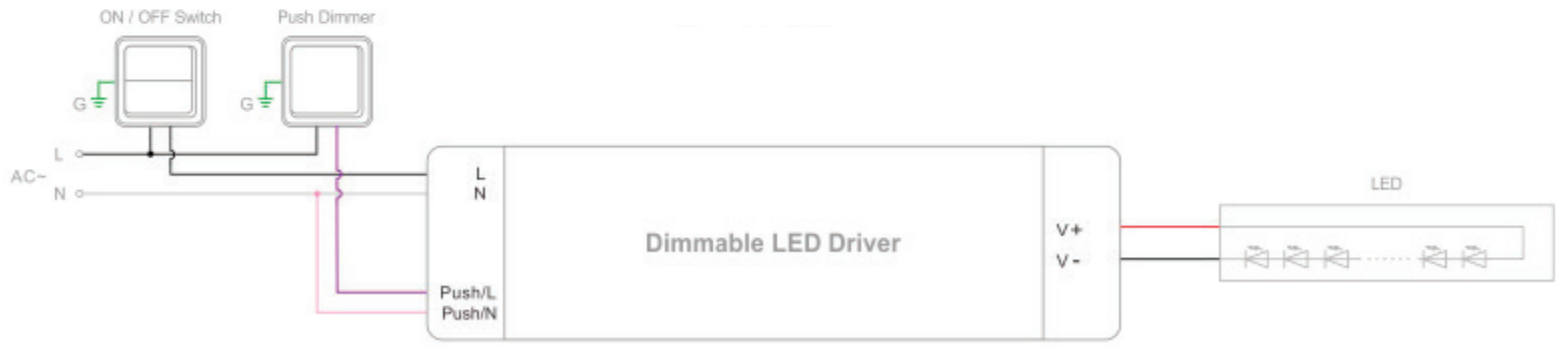 ON / OFF Switch
Push Dimmer
G
G
L
AC~
N
L
N
Dimmable LED Driver
V+
V-
LED
Push/L
Push/N